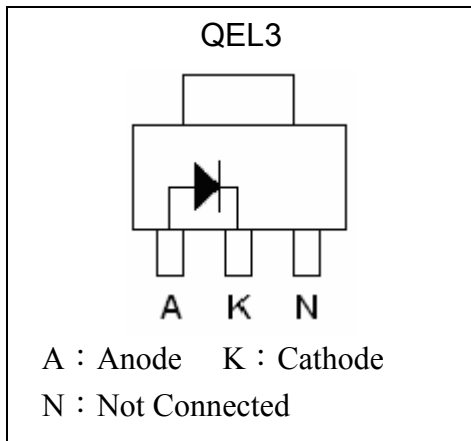 QEL3
A K N
A：Anode K：Cathode
N：Not Connected